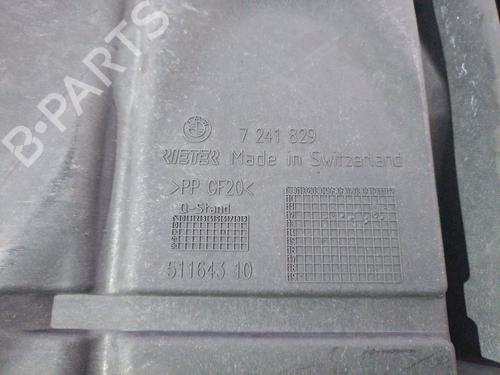 B-PARTS
7 241 829
RIETER Made in Switzerland
>PP GF20<
Q-Stand
511643 10